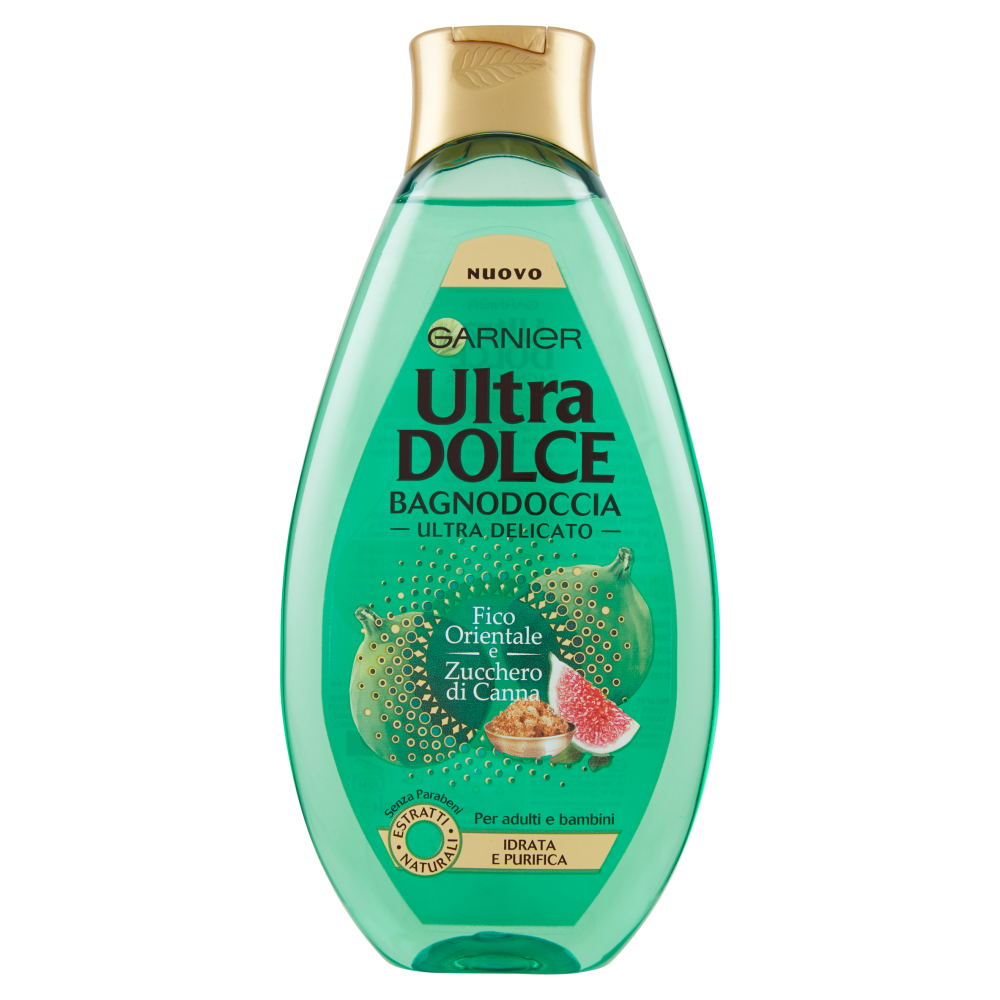 NUOVO
GARNIER
Ultra
DOLCE
BAGNODOCCIA
— ULTRA DELICATO —
Fico
Orientale
e
Zucchero
di Canna
Senza Parabeni
ESTRATTI
NATURALI
Per adulti e bambini
IDRATA
E PURIFICA